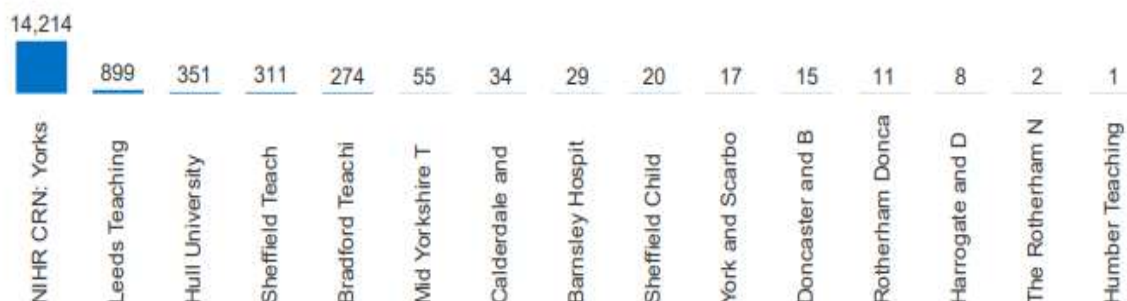 14,214
899
351
311
274
55
34
29
20
17
15
11
8
2
1
NIHR CRN: Yorks
Leeds Teaching
Hull University
Sheffield Teach
Bradford Teachi
Mid Yorkshire T
Calderdale and
Barnsley Hospit
Sheffield Child
York and Scarbo
Doncaster and B
Rotherham Donca
Harrogate and D
The Rotherham N
Humber Teaching